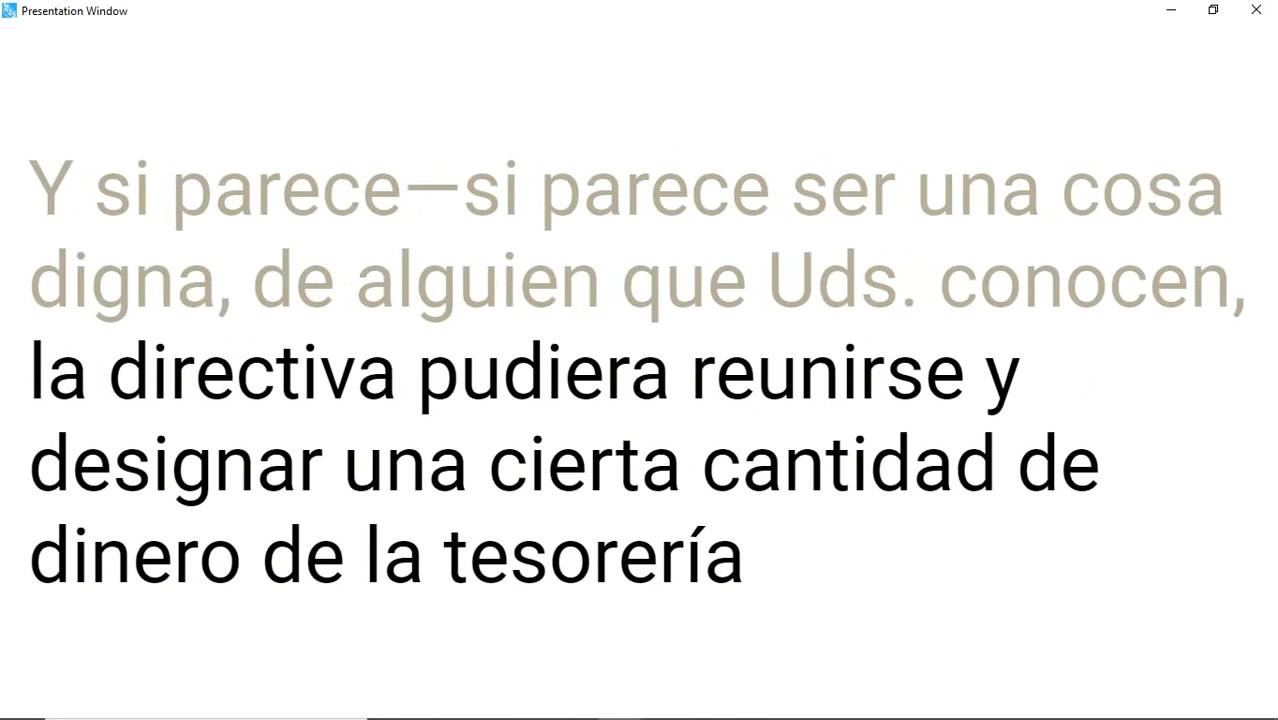 Presentation Window
Y si parece—si parece ser una cosa
digna, de alguien que Uds. conocen,
la directiva pudiera reunirse y
designar una cierta cantidad de
dinero de la tesorería